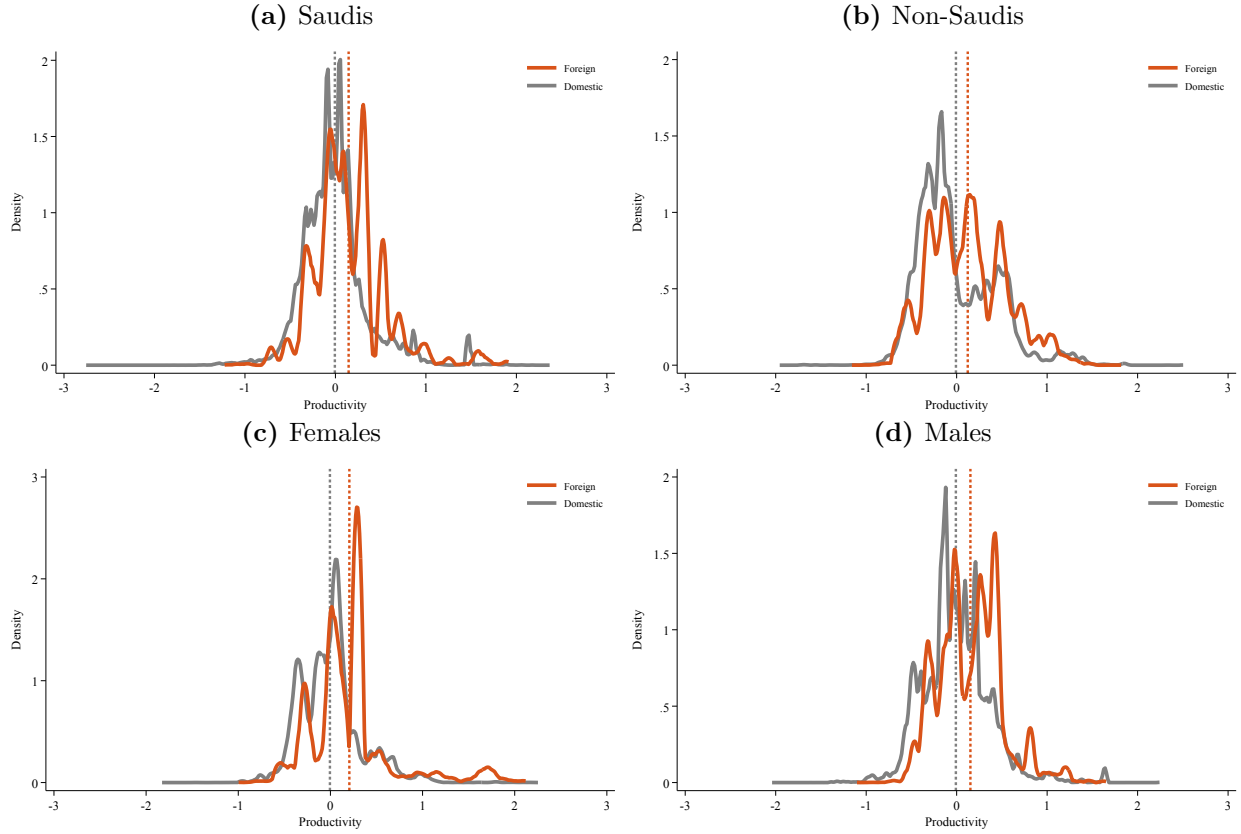 (a) Saudis
2
1.5
1
.5
0
Density
-3 -2 -1 0 1 2 3
Productivity
Foreign
Domestic
(b) Non-Saudis
2
1.5
1
.5
0
Density
-3 -2 -1 0 1 2 3
Productivity
Foreign
Domestic
(c) Females
3
2
1
0
Density
-3 -2 -1 0 1 2 3
Productivity
Foreign
Domestic
(d) Males
2
1.5
1
.5
0
Density
-3 -2 -1 0 1 2 3
Productivity
Foreign
Domestic